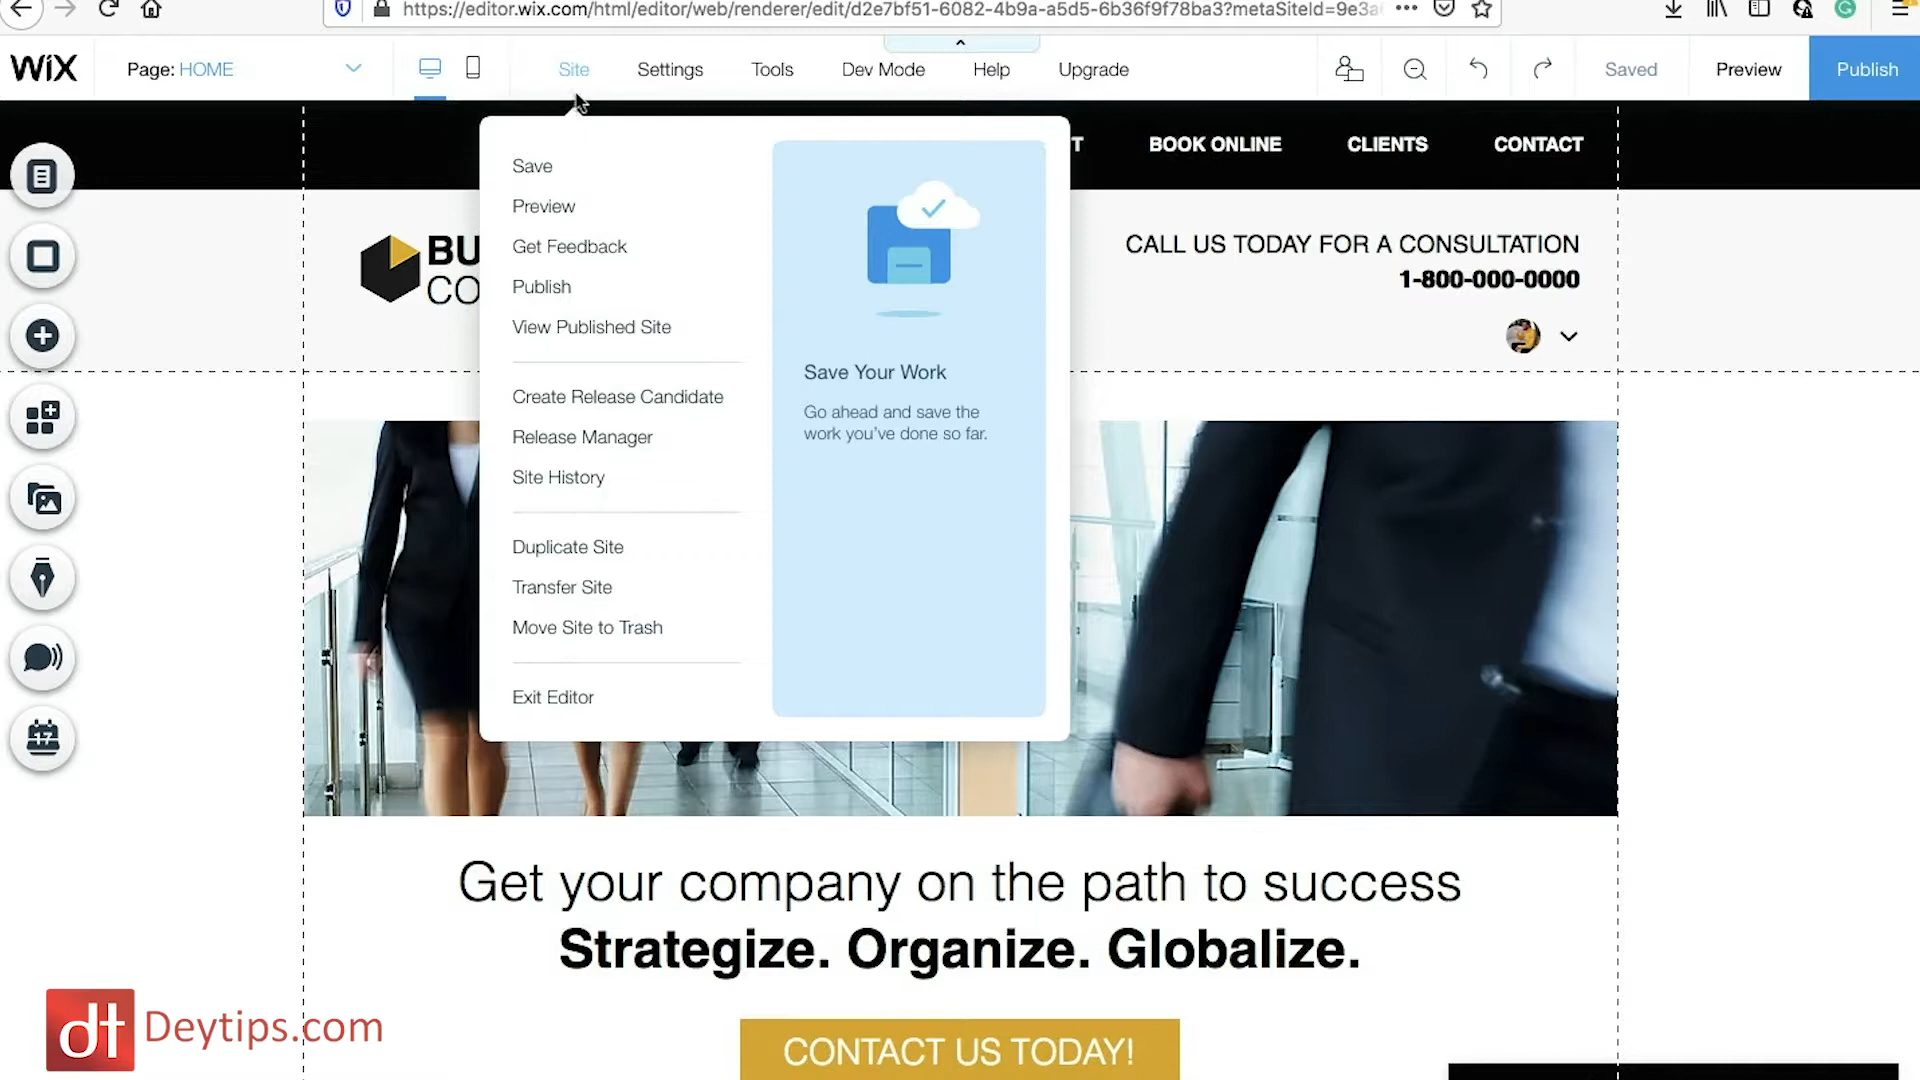 https://editor.wix.com/html/editor/web/renderer/edit/d2e7bf51-6082-4b9a-a5d5-6b36f9f78ba3?metaSiteId=9e3a
WiX
Page: HOME
Site
Settings
Tools
Dev Mode
Help
Upgrade
Saved
Preview
Publish
T
BOOK ONLINE
CLIENTS
CONTACT
Save
Preview
Get Feedback
Publish
View Published Site
Create Release Candidate
Release Manager
Site History
Duplicate Site
Transfer Site
Move Site to Trash
Exit Editor
Save Your Work
Go ahead and save the
work you've done so far.
BU
CO
CALL US TODAY FOR A CONSULTATION
1-800-000-0000
17
Get your company on the path to success
Strategize. Organize. Globalize.
CONTACT US TODAY!
dt Deytips.com